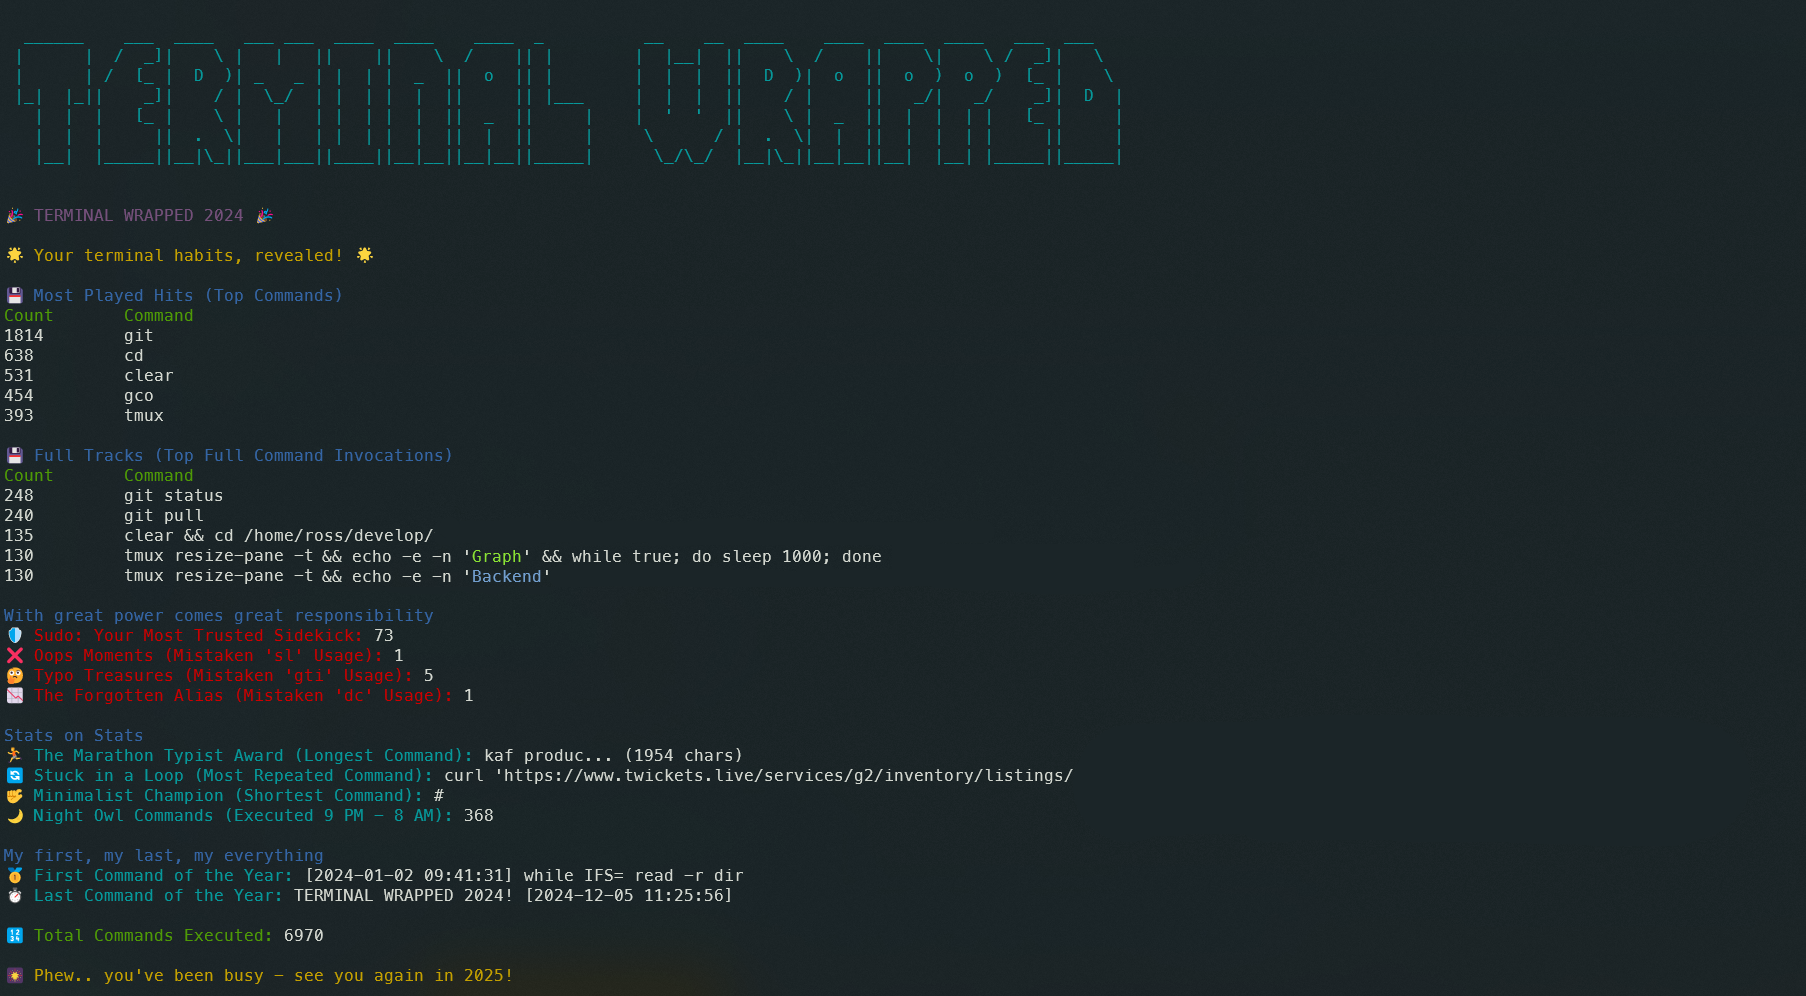 TERMINAL WRAPPED
🎉 TERMINAL WRAPPED 2024 🎉
🌟 Your terminal habits, revealed! 🌟
💾 Most Played Hits (Top Commands)
Count Command
1814 git
638 cd
531 clear
454 gco
393 tmux
💾 Full Tracks (Top Full Command Invocations)
Count Command
248 git status
240 git pull
135 clear && cd /home/ross/develop/
130 tmux resize-pane -t && echo -e -n 'Graph' && while true; do sleep 1000; done
130 tmux resize-pane -t && echo -e -n 'Backend'
With great power comes great responsibility
🛡️ Sudo: Your Most Trusted Sidekick: 73
❌ Oops Moments (Mistaken 'sl' Usage): 1
🤔 Typo Treasures (Mistaken 'gti' Usage): 5
📉 The Forgotten Alias (Mistaken 'dc' Usage): 1
Stats on Stats
🏃 The Marathon Typist Award (Longest Command): kaf produc... (1954 chars)
🔄 Stuck in a Loop (Most Repeated Command): curl 'https://www.twickets.live/services/g2/inventory/listings/
✊ Minimalist Champion (Shortest Command): #
🌙 Night Owl Commands (Executed 9 PM - 8 AM): 368
My first, my last, my everything
🥇 First Command of the Year: [2024-01-02 09:41:31] while IFS= read -r dir
⏱️ Last Command of the Year: TERMINAL WRAPPED 2024! [2024-12-05 11:25:56]
🔢 Total Commands Executed: 6970
🎇 Phew.. you've been busy - see you again in 2025!